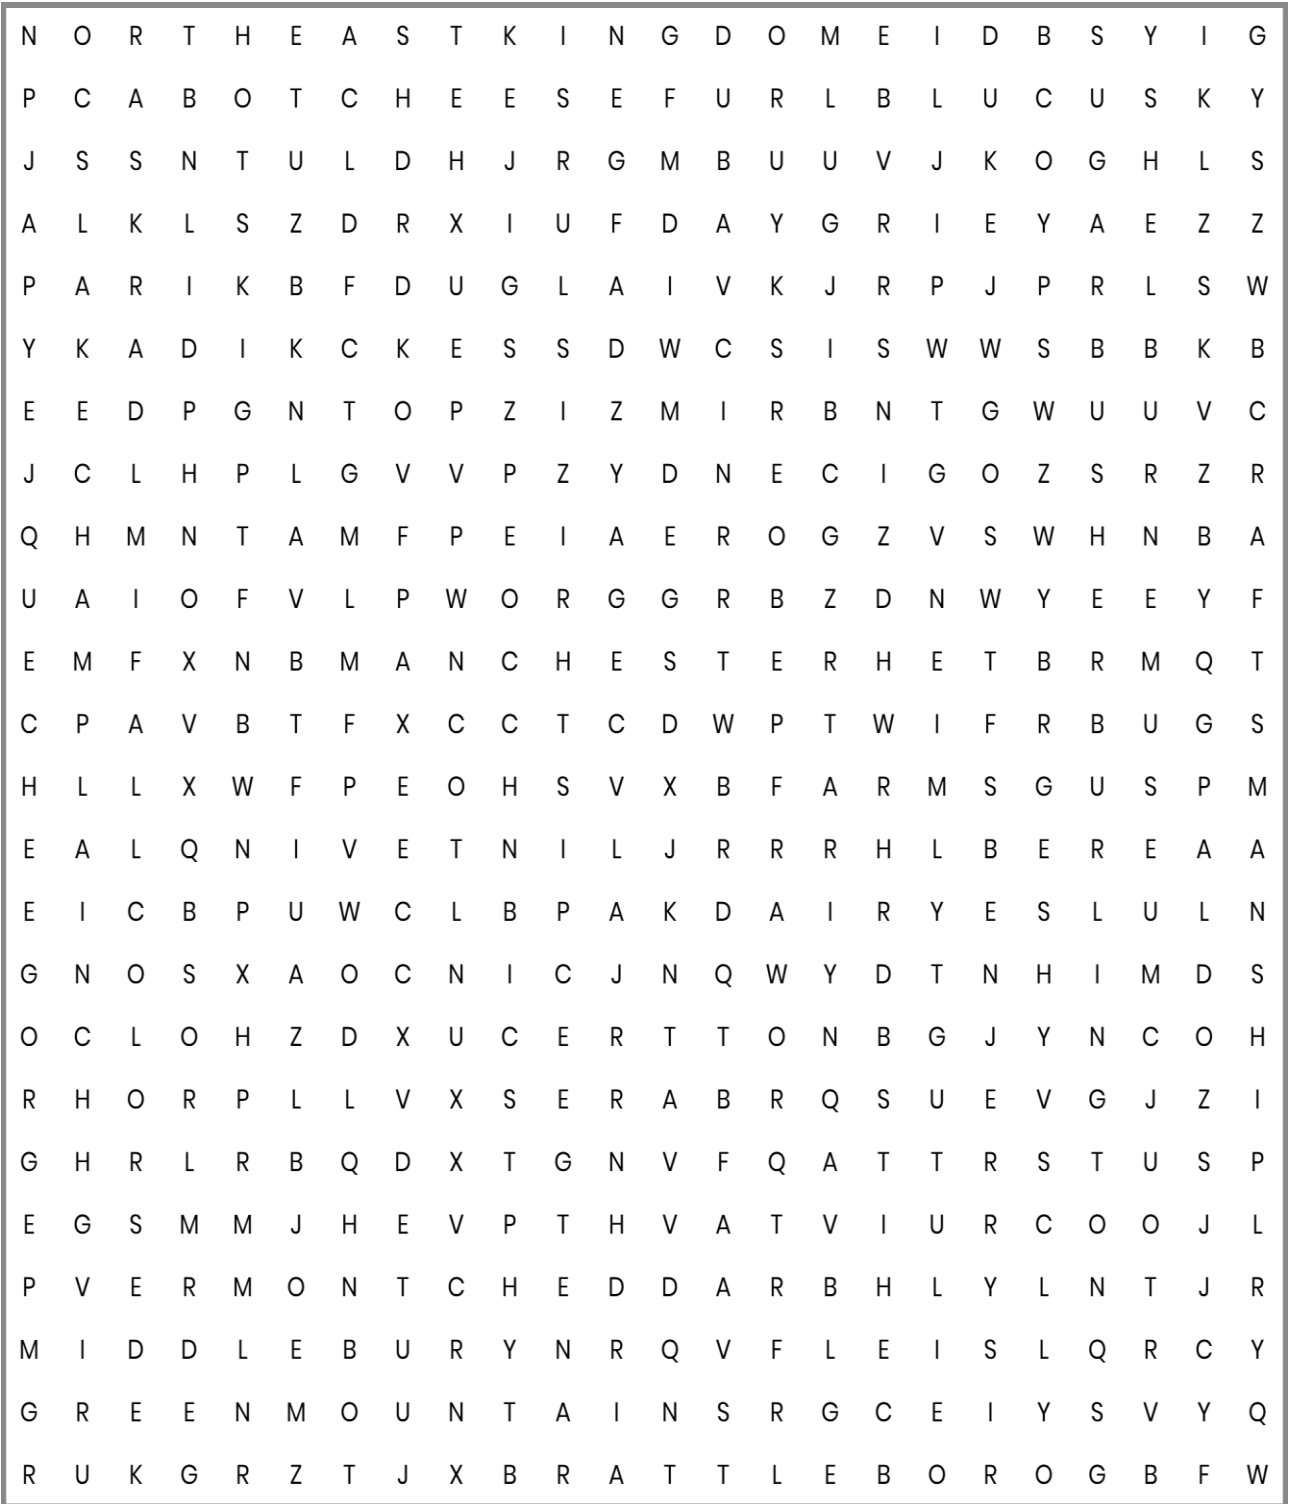 N O R T H E A S T K I N G D O M E I D B S Y I G
P C A B O T C H E E S E F U R L B L U C U S K Y
J S S N T U L D H J R G M B U U V J K O G H L S
A L K L S Z D R X I U F D A Y G R I E Y A E Z Z
P A R I K B F D U G L A I V K J R P J P R L S W
Y K A D I K C K E S S D W C S I S W W S B B K B
E E D P G N T O P Z I Z M I R B N T G W U U V C
J C L H P L G V V P Z Y D N E C I G O Z S R Z R
Q H M N T A M F P E I A E R O G Z V S W H N B A
U A I O F V L P W O R G G R B Z D N W Y E E Y F
E M F X N B M A N C H E S T E R H E T B R M Q T
C P A V B T F X C C T C D W P T W I F R B U G S
H L L X W F P E O H S V X B F A R M S G U S P M
E A L Q N I V E T N I L J R R R H L B E R E A A
E I C B P U W C L B P A K D A I R Y E S L U L N
G N O S X A O C N I C J N Q W Y D T N H I M D S
O C L O H Z D X U C E R T T O N B G J Y N C O H
R H O R P L L V X S E R A B R Q S U E V G J Z I
G H R L R B Q D X T G N V F Q A T T R S T U S P
E G S M M J H E V P T H V A T V I U R C O O J L
P V E R M O N T C H E D D A R B H L Y L N T J R
M I D D L E B U R Y N R Q V F L E I S L Q R C Y
G R E E N M O U N T A I N S R G C E I Y S V Y Q
R U K G R Z T J X B R A T T L E B O R O G B F W